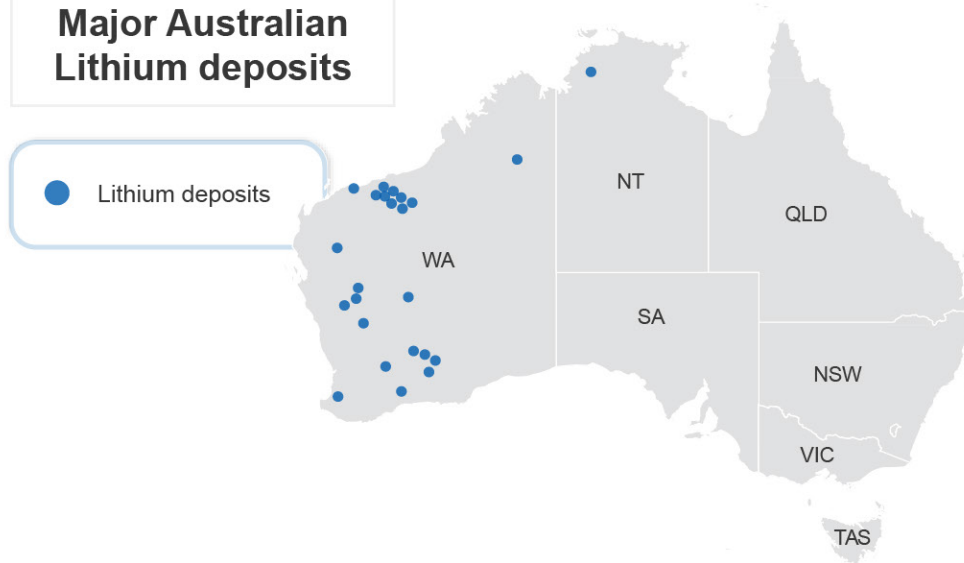 Major Australian
Lithium deposits
Lithium deposits
NT
QLD
WA
SA
NSW
VIC
TAS